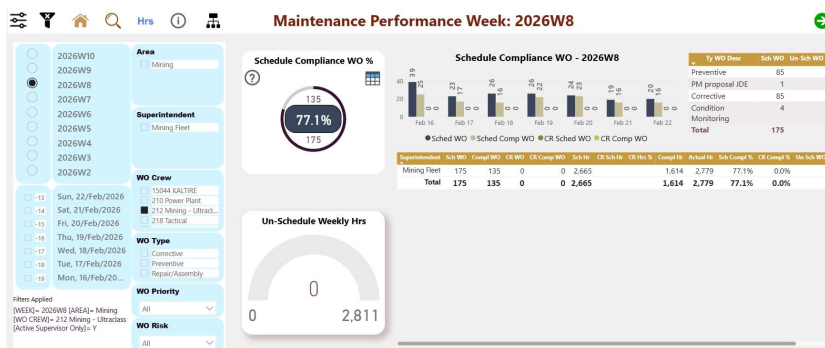 Hrs
Maintenance Performance Week: 2026W8
2026W10
2026W9
2026W8
2026W7
2026W6
2026W5
2026W4
2026W3
2026W2
-13 Sun, 22/Feb/2026
-14 Sat, 21/Feb/2026
-15 Fri, 20/Feb/2026
-16 Thu, 19/Feb/2026
-17 Wed, 18/Feb/2026
-18 Tue, 17/Feb/2026
-19 Mon, 16/Feb/20...
Filters Applied
[WEEK]= 2026W8 [AREA]= Mining
[WO CREW]= 212 Mining - Ultraclass
[Active Supervisor Only]= Y
Area
Mining
Superintendent
Mining Fleet
WO Crew
15044 KALTIRE
210 Power Plant
212 Mining - Ultracl...
218 Tactical
WO Type
Corrective
Preventive
Repair/Assembly
WO Priority
All
WO Risk
All
Schedule Compliance WO %
?
135
77.1%
175
Schedule Compliance WO - 2026W8
40
20
0
39 25 0 0
23 17 0 0
26 16 0 0
26 22 0 0
24 23 0 0
19 16 0 0
20 16 0 0
Feb 16 Feb 17 Feb 18 Feb 19 Feb 20 Feb 21 Feb 22
Sched WO Sched Comp WO CR Sched WO CR Comp WO
Ty WO Desc Sch WO Un-Sch WO
Preventive 85
PM proposal JDE 1
Corrective 85
Condition Monitoring 4
Total 175
Superintendent Sch WO Compl WO CR WO CR Comp WO Sch Hr CR Sch Hr CR Hrs % Compl Hr Actual Hr Sch Compl % CR Compl % Un-Sch WO
Mining Fleet 175 135 0 0 2,665 1,614 2,779 77.1% 0.0%
Total 175 135 0 0 2,665 1,614 2,779 77.1% 0.0%
Un-Schedule Weekly Hrs
0
0 2,811